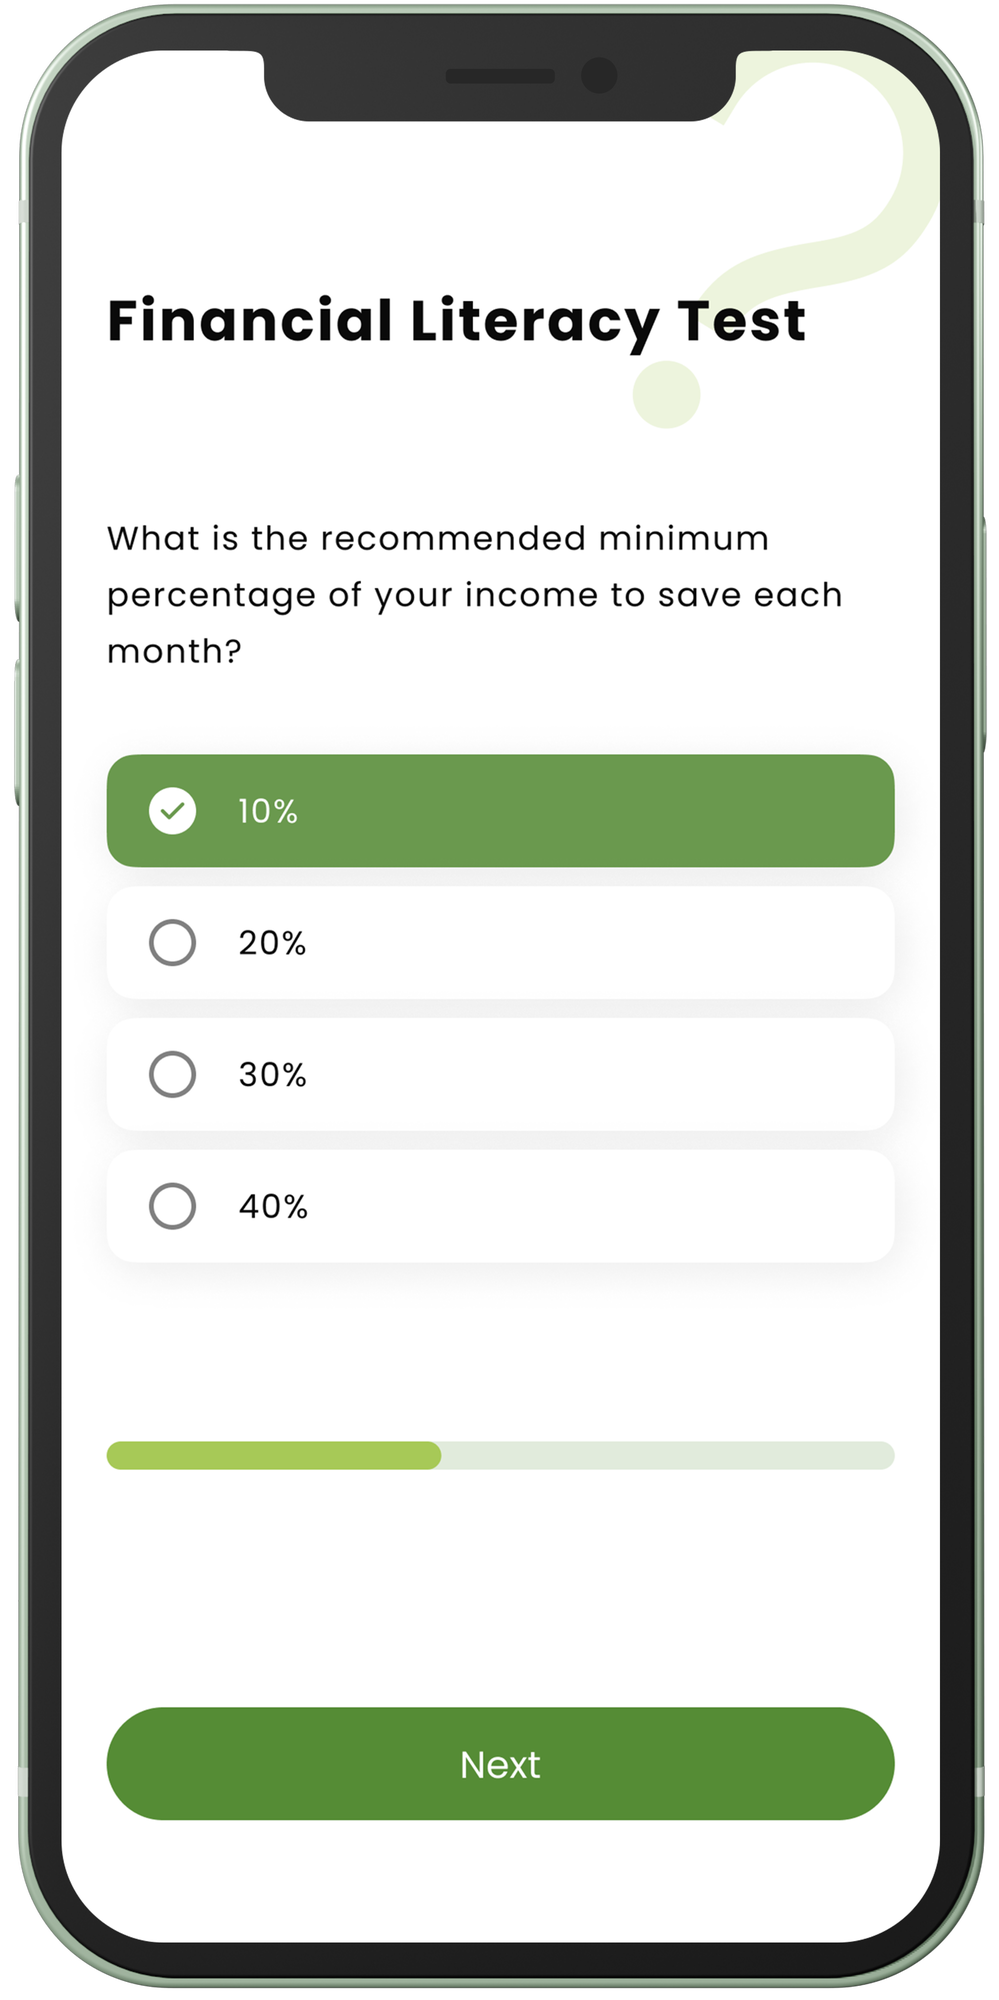 Financial Literacy Test
What is the recommended minimum
percentage of your income to save each
month?
10%
20%
30%
40%
Next